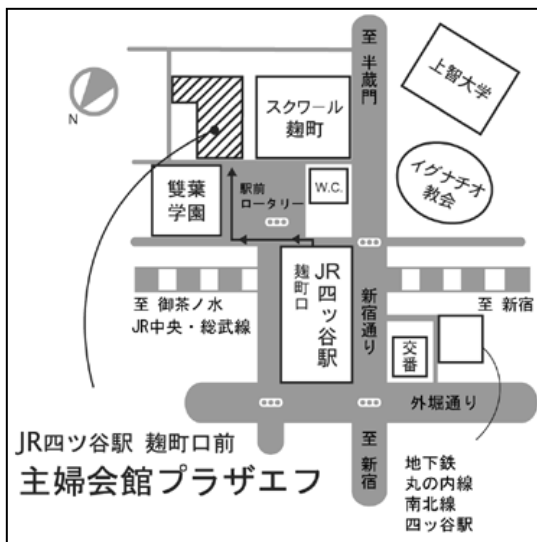 至 半蔵門
上智大学
N
スクワール
麹町
イグナチオ
教会
雙葉
学園
駅前
ロータリー
W.C.
麹町口
JR四ッ谷駅
新宿通り
至 御茶ノ水
JR中央・総武線
至 新宿
交番
外堀通り
至 新宿
JR四ツ谷駅 麹町口前
主婦会館プラザエフ
地下鉄
丸の内線
南北線
四ッ谷駅